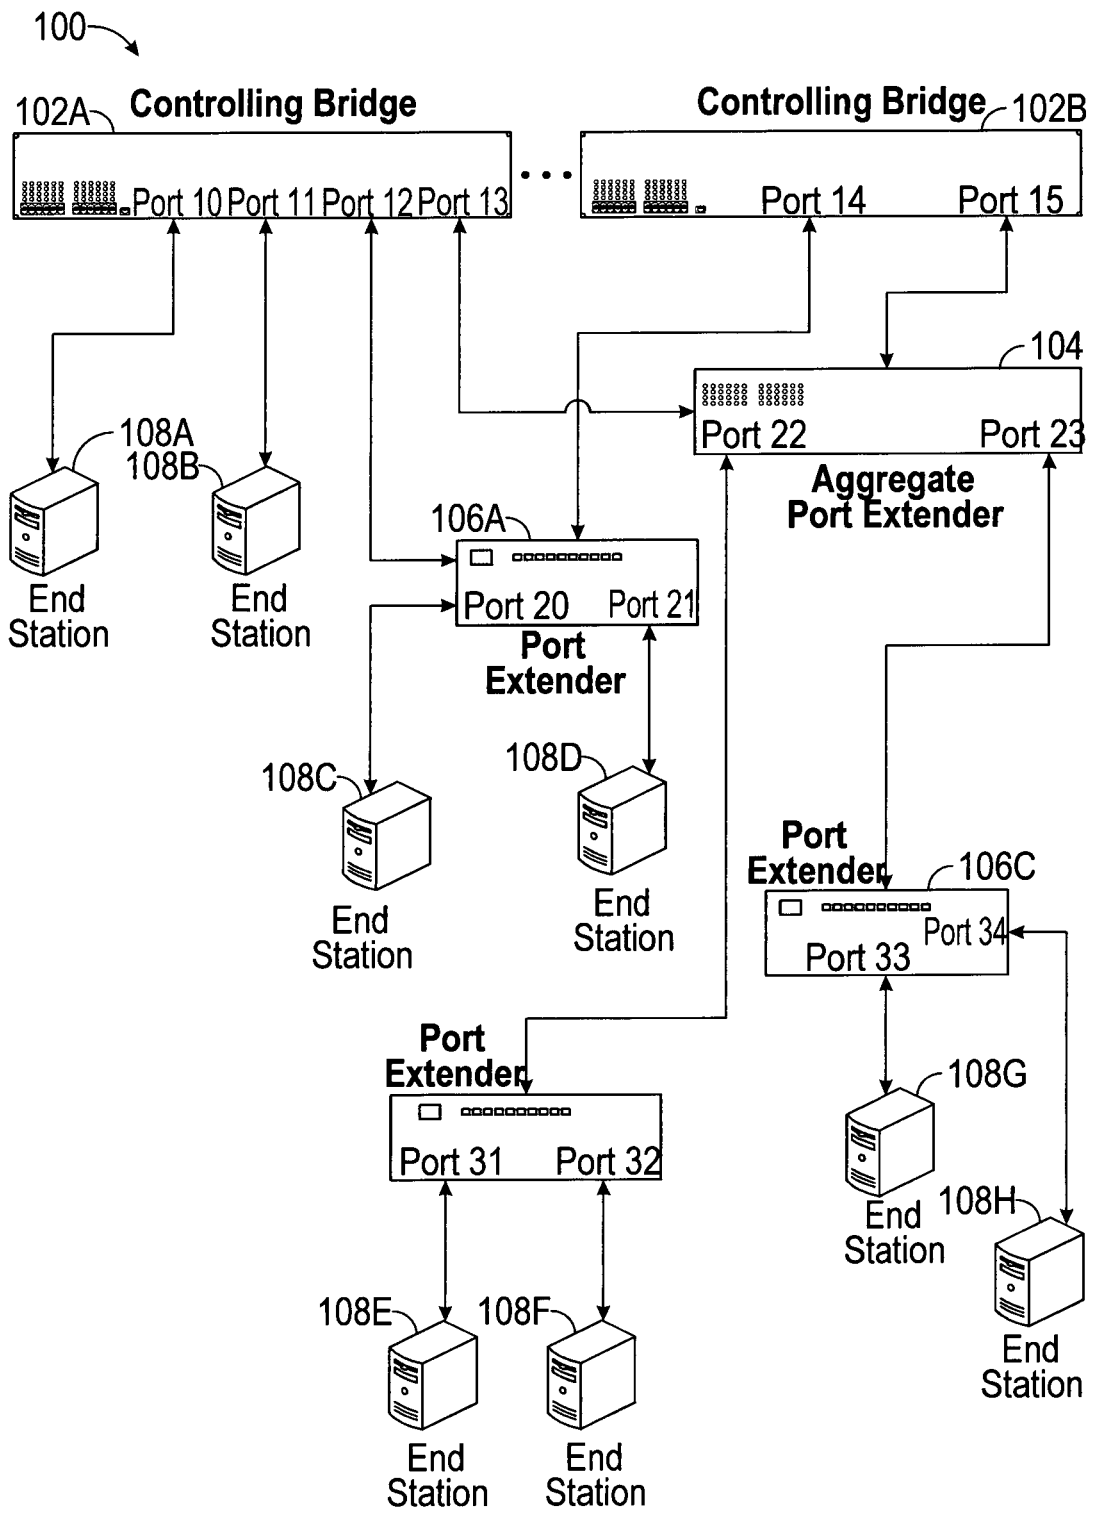 100
Controlling Bridge
102A
Port 10
Port 11
Port 12
Port 13
Controlling Bridge
102B
Port 14
Port 15
104
Port 22
Port 23
Aggregate
Port Extender
108A
End
Station
108B
End
Station
106A
Port 20
Port 21
Port
Extender
108C
End
Station
108D
End
Station
Port
Extender
106C
Port 34
Port 33
Port
Extender
Port 31
Port 32
108G
End
Station
108H
End
Station
108E
End
Station
108F
End
Station